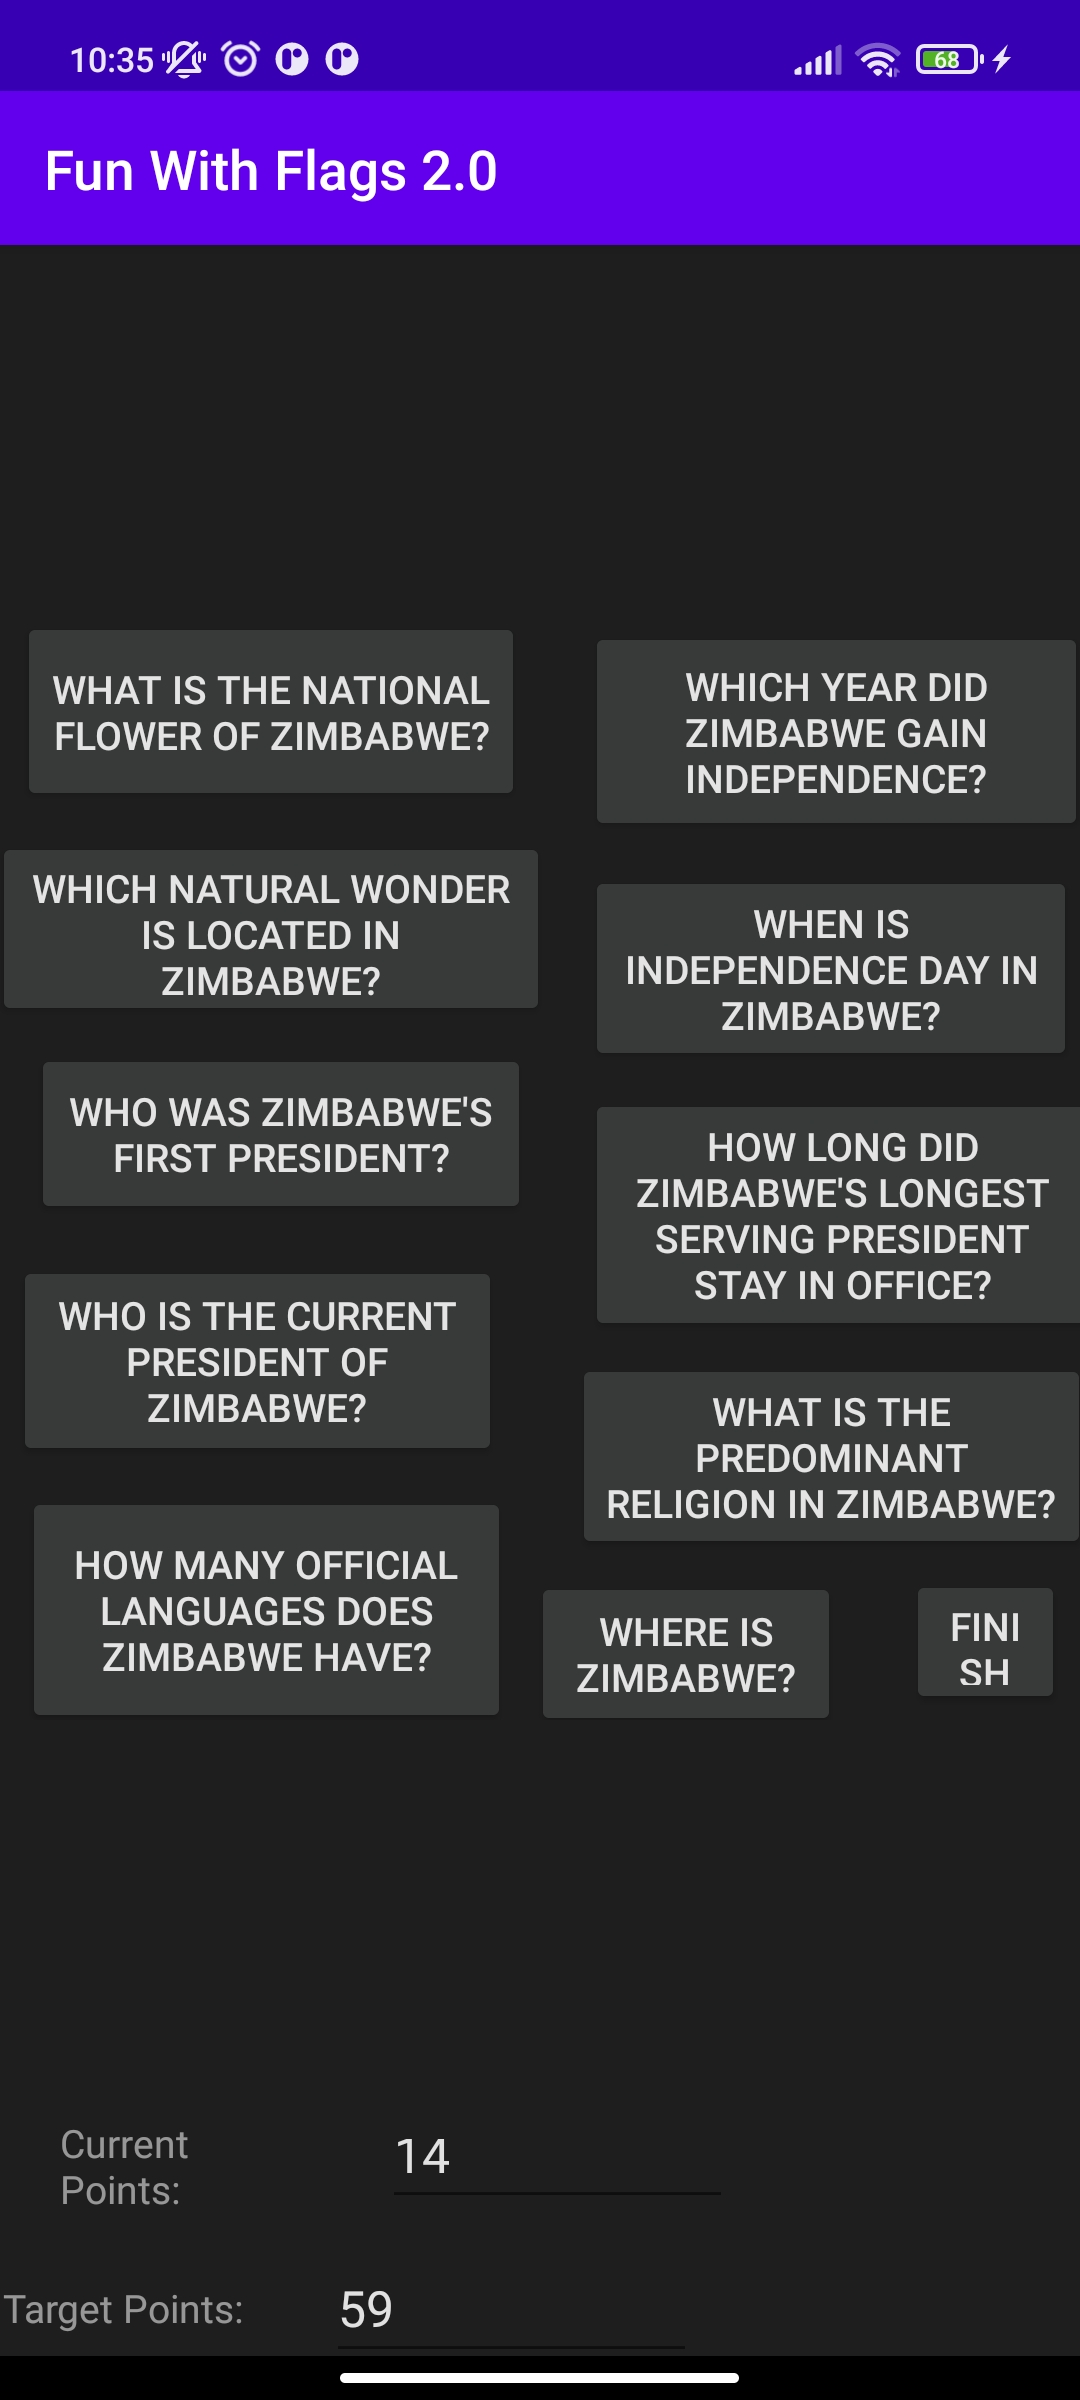 10:35
68
Fun With Flags 2.0
WHAT IS THE NATIONAL
FLOWER OF ZIMBABWE?
WHICH YEAR DID
ZIMBABWE GAIN
INDEPENDENCE?
WHICH NATURAL WONDER
IS LOCATED IN
ZIMBABWE?
WHEN IS
INDEPENDENCE DAY IN
ZIMBABWE?
WHO WAS ZIMBABWE'S
FIRST PRESIDENT?
HOW LONG DID
ZIMBABWE'S LONGEST
SERVING PRESIDENT
STAY IN OFFICE?
WHO IS THE CURRENT
PRESIDENT OF
ZIMBABWE?
WHAT IS THE
PREDOMINANT
RELIGION IN ZIMBABWE?
HOW MANY OFFICIAL
LANGUAGES DOES
ZIMBABWE HAVE?
WHERE IS
ZIMBABWE?
FINI
SH
Current
Points:
14
Target Points:
59